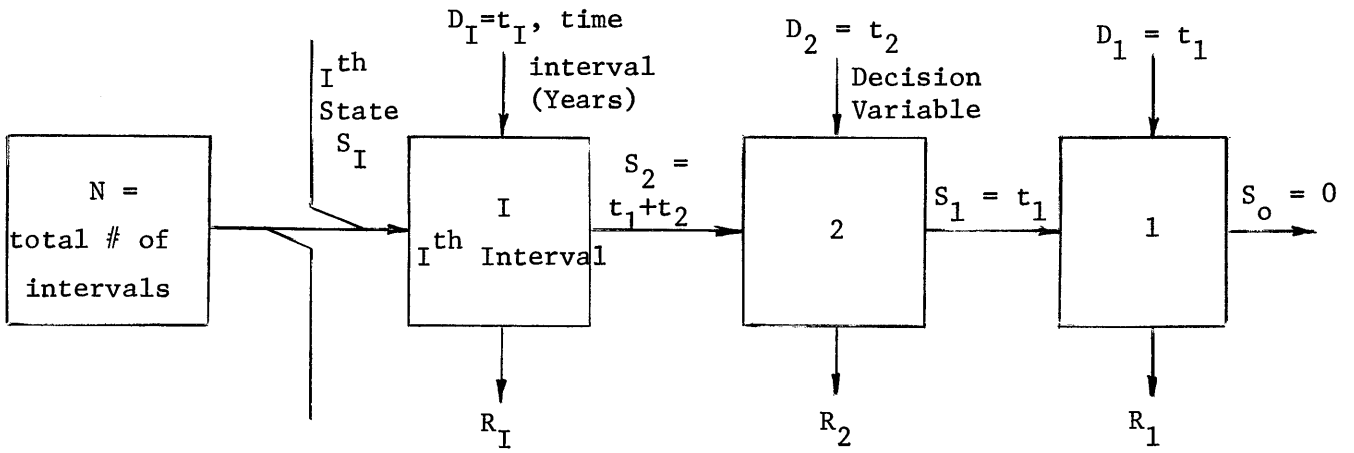 N =
total # of
intervals
I^th
State
S_I
D_I=t_I, time
interval
(Years)
I
I^th Interval
R_I
S_2 =
t_1+t_2
D_2 = t_2
Decision
Variable
2
R_2
S_1 = t_1
D_1 = t_1
1
R_1
S_o = 0